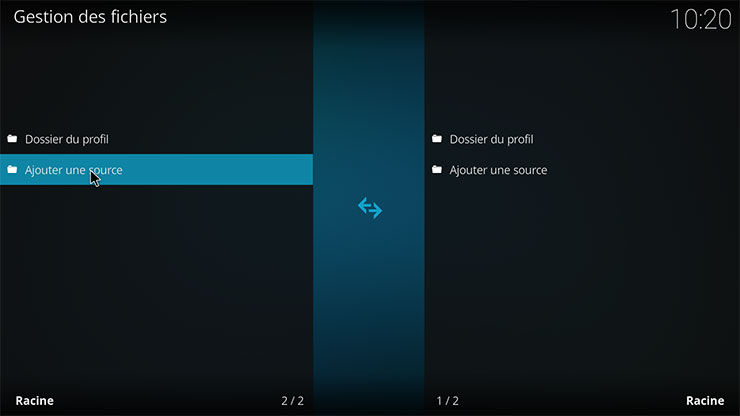 Gestion des fichiers
10:20
Dossier du profil
Ajouter une source
Dossier du profil
Ajouter une source
Racine
2 / 2
1 / 2
Racine